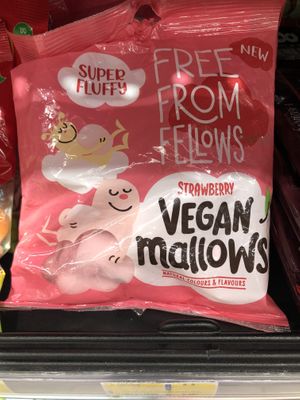 SUPER
FLUFFY
NEW
FREE
FROM
FELLOWS
STRAWBERRY
VEGAN
mallows
NATURAL COLOURS & FLAVOURS